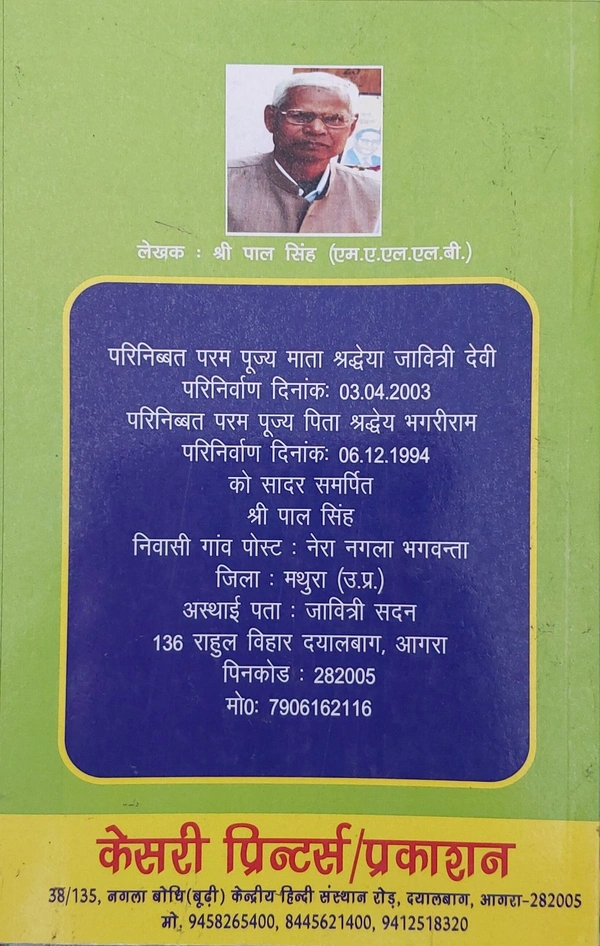 लेखक : श्री पाल सिंह (एम.ए.एल.एल.बी.)
परिनिब्बत परम पूज्य माता श्रद्धेया जावित्री देवी
परिनिर्वाण दिनांकः 03.04.2003
परिनिब्बत परम पूज्य पिता श्रद्धेय भगरीराम
परिनिर्वाण दिनांकः 06.12.1994
को सादर समर्पित
श्री पाल सिंह
निवासी गांव पोस्ट : नेरा नगला भगवन्ता
जिला : मथुरा (उ.प्र.)
अस्थाई पता : जावित्री सदन
136 राहुल विहार दयालबाग, आगरा
पिनकोड : 282005
मो0: 7906162116
केसरी प्रिन्टर्स/प्रकाशन
38/135, नगला बोधि(बूढ़ी) केन्द्रीय हिन्दी संस्थान रोड़, दयालबाग, आगरा-282005
मो. 9458265400, 8445621400, 9412518320